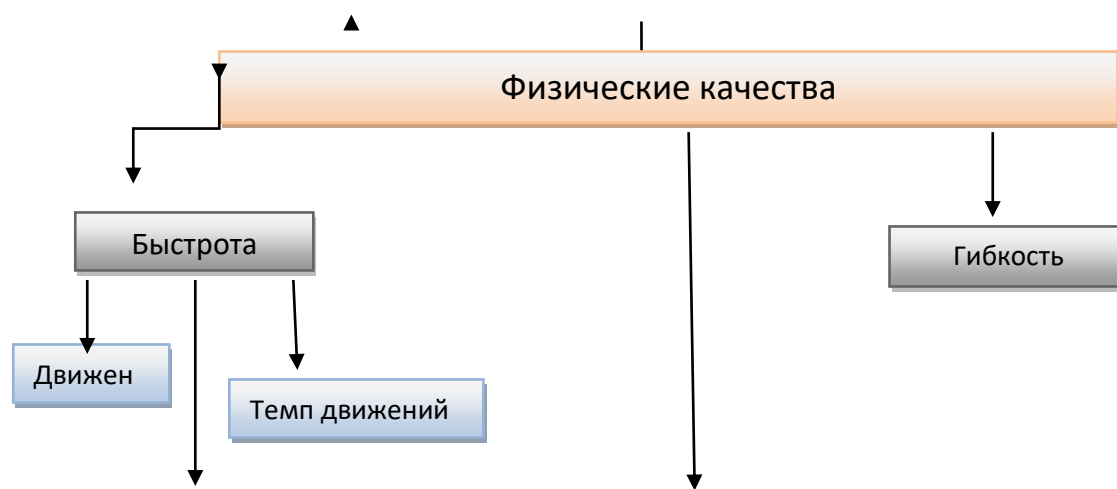 Физические качества
Быстрота
Гибкость
Движен
Темп движений